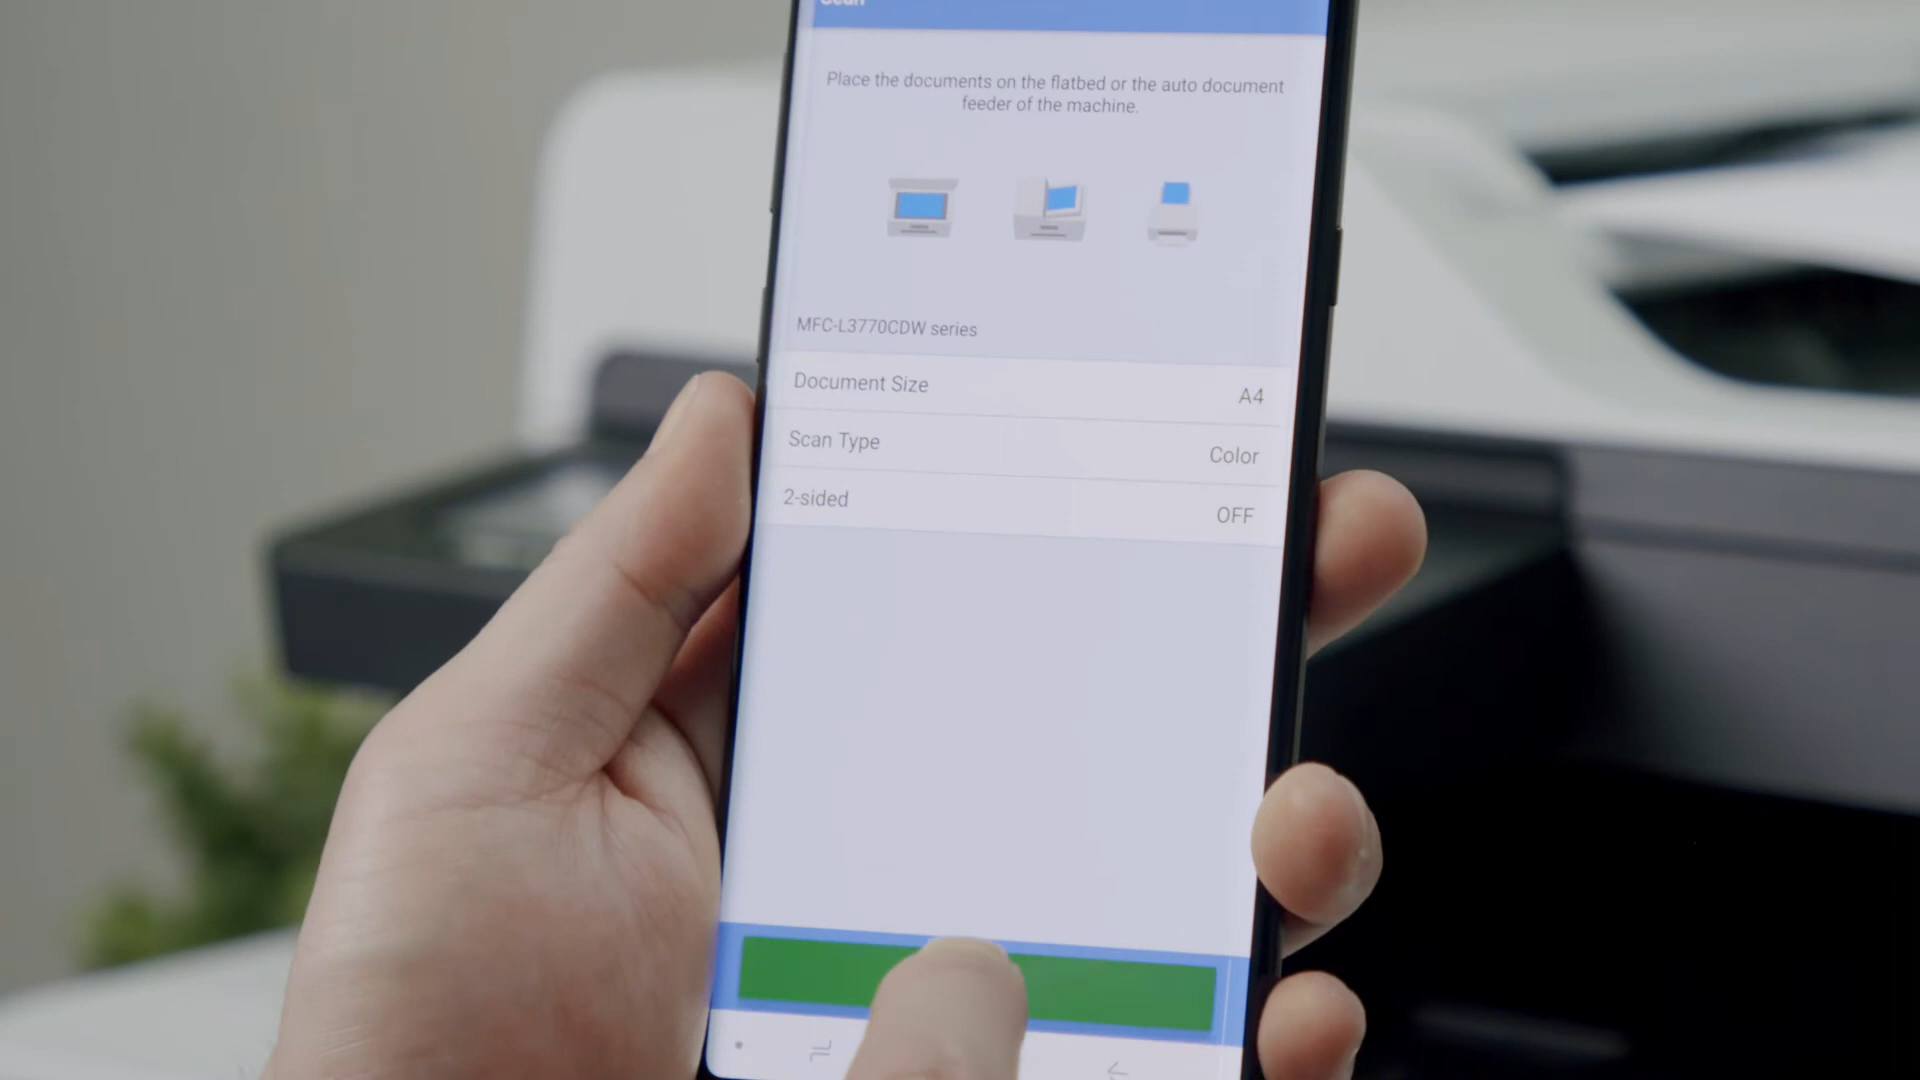 Scan
Place the documents on the flatbed or the auto document
feeder of the machine.
MFC-L3770CDW series
Document Size
A4
Scan Type
Color
2-sided
OFF